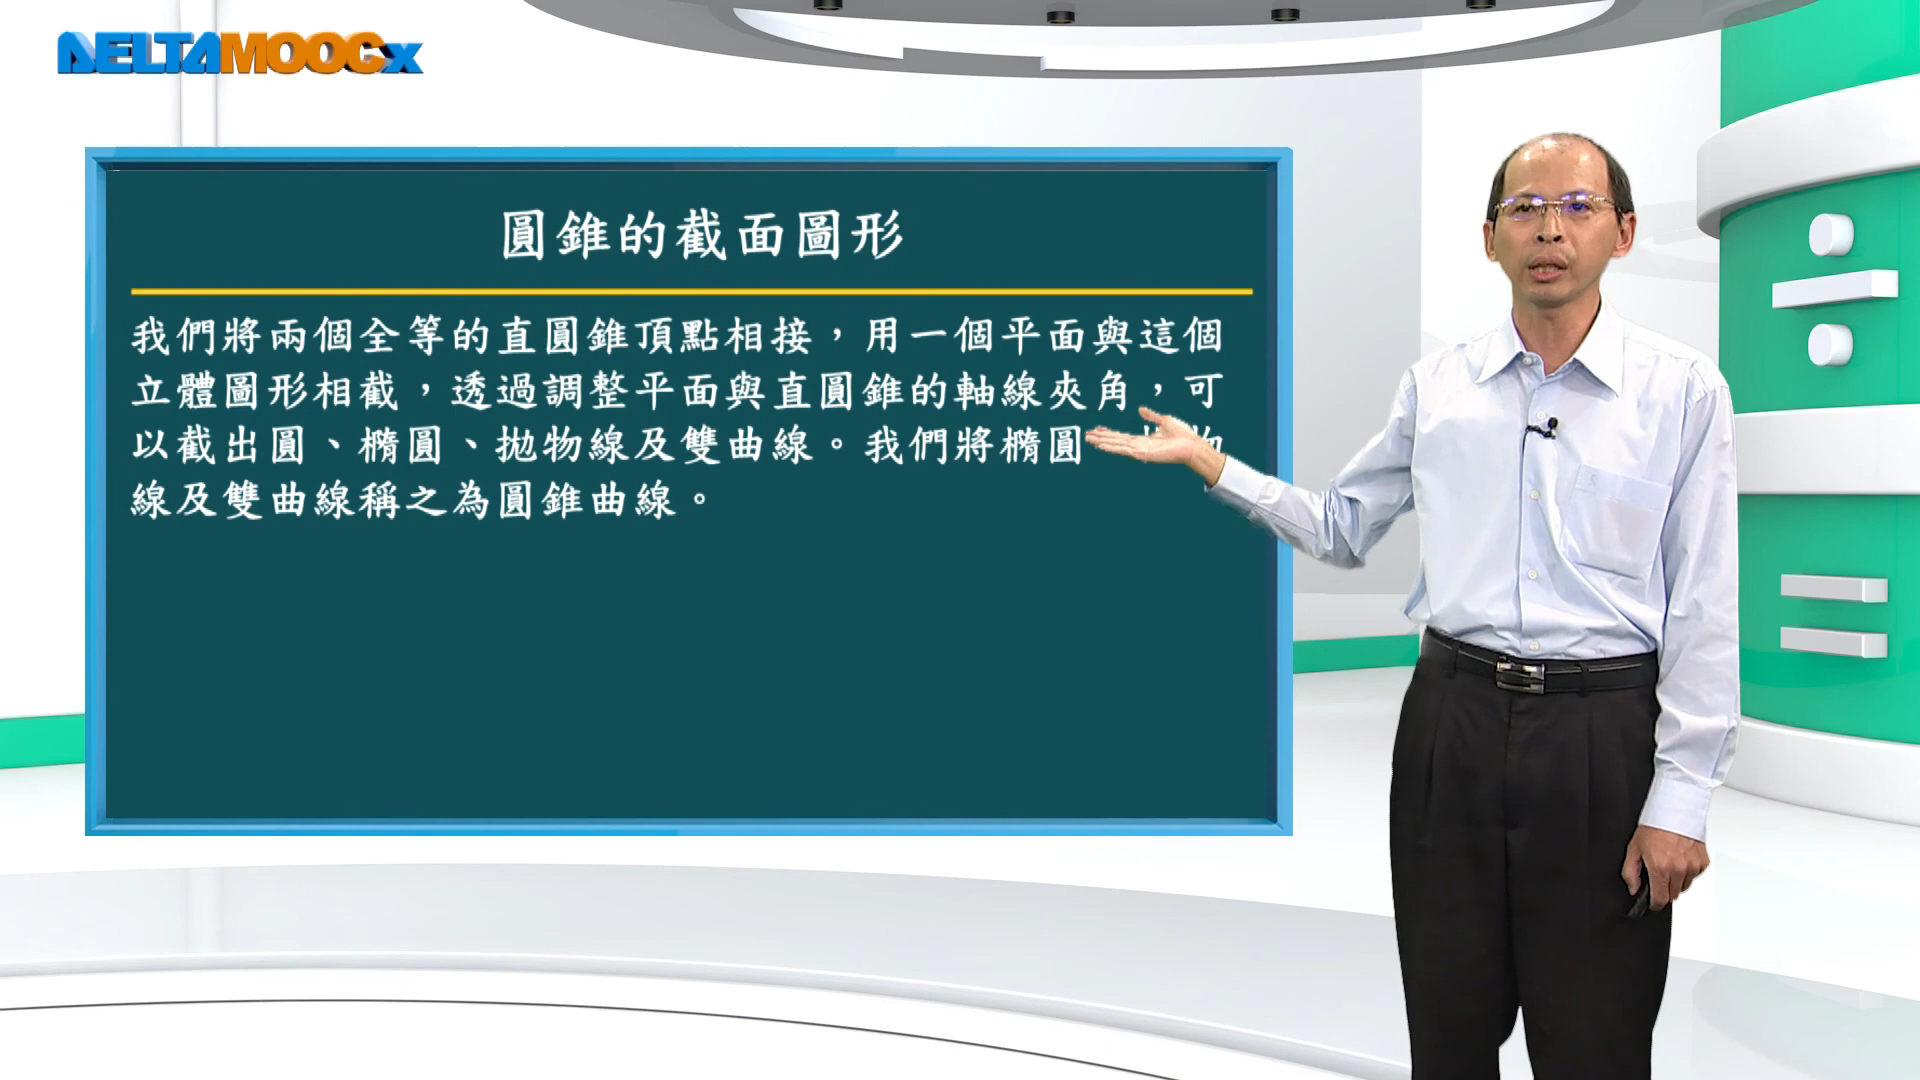 DELTAMOOCx
圓錐的截面圖形
我們將兩個全等的直圓錐頂點相接，用一個平面與這個
立體圖形相截，透過調整平面與直圓錐的軸線夾角，可
以截出圓、橢圓、拋物線及雙曲線。我們將橢圓
線及雙曲線稱之為圓錐曲線。